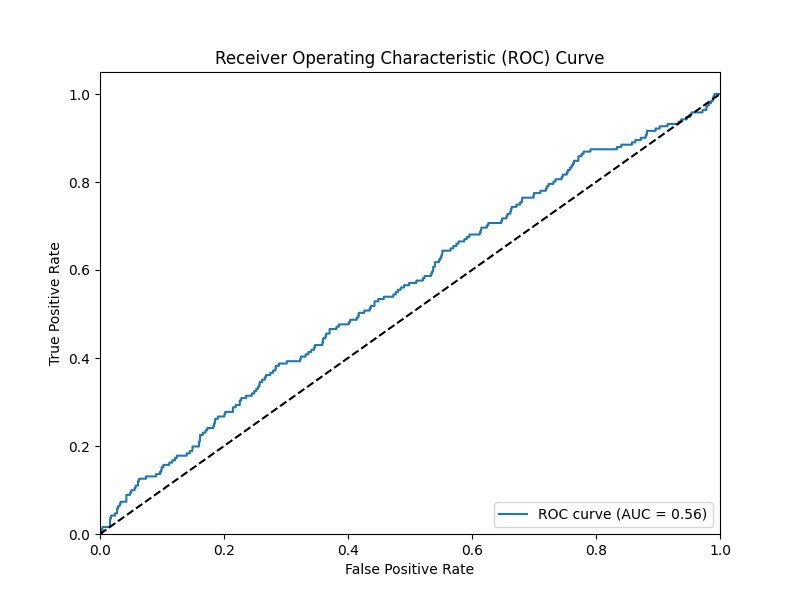 Receiver Operating Characteristic (ROC) Curve
True Positive Rate
1.0
0.8
0.6
0.4
0.2
0.0
0.0 0.2 0.4 0.6 0.8 1.0
False Positive Rate
ROC curve (AUC = 0.56)